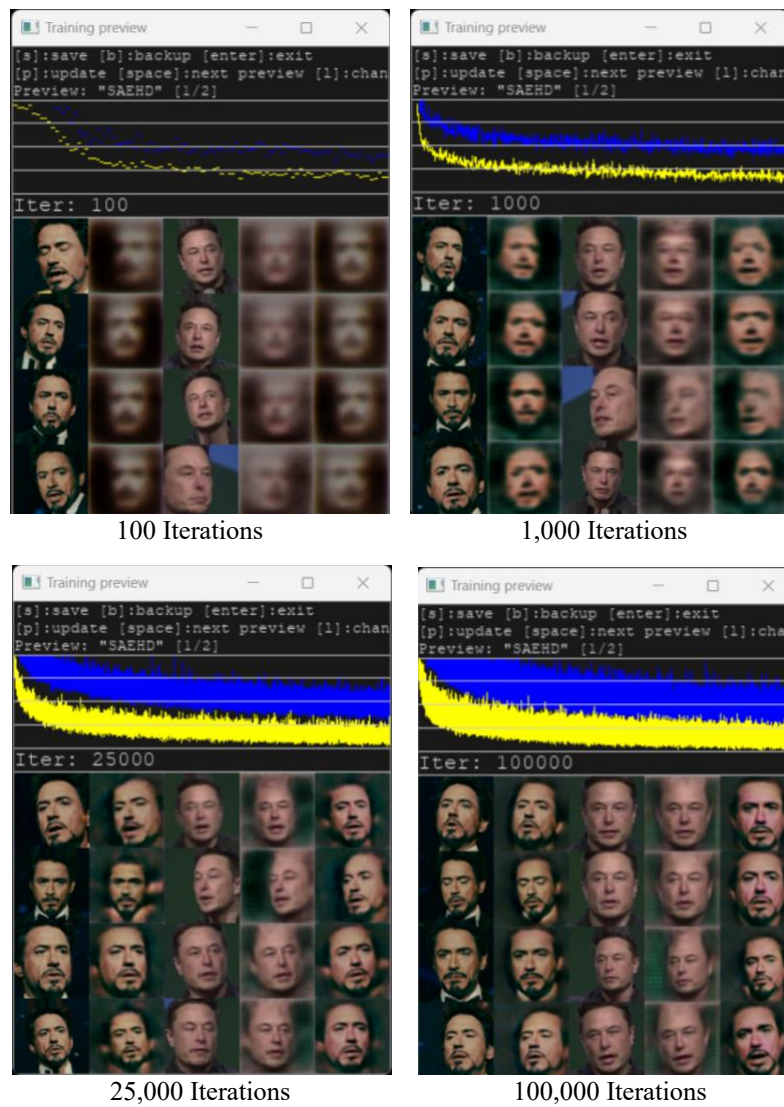 Training preview
[s]:save [b]:backup [enter]:exit
[p]:update [space]:next preview [l]:chan
Preview: "SAEHD" [1/2]
Iter: 100
100 Iterations
Training preview
[s]:save [b]:backup [enter]:exit
[p]:update [space]:next preview [l]:chan
Preview: "SAEHD" [1/2]
Iter: 1000
1,000 Iterations
Training preview
[s]:save [b]:backup [enter]:exit
[p]:update [space]:next preview [l]:chan
Preview: "SAEHD" [1/2]
Iter: 25000
25,000 Iterations
Training preview
[s]:save [b]:backup [enter]:exit
[p]:update [space]:next preview [l]:cha
Preview: "SAEHD" [1/2]
Iter: 100000
100,000 Iterations